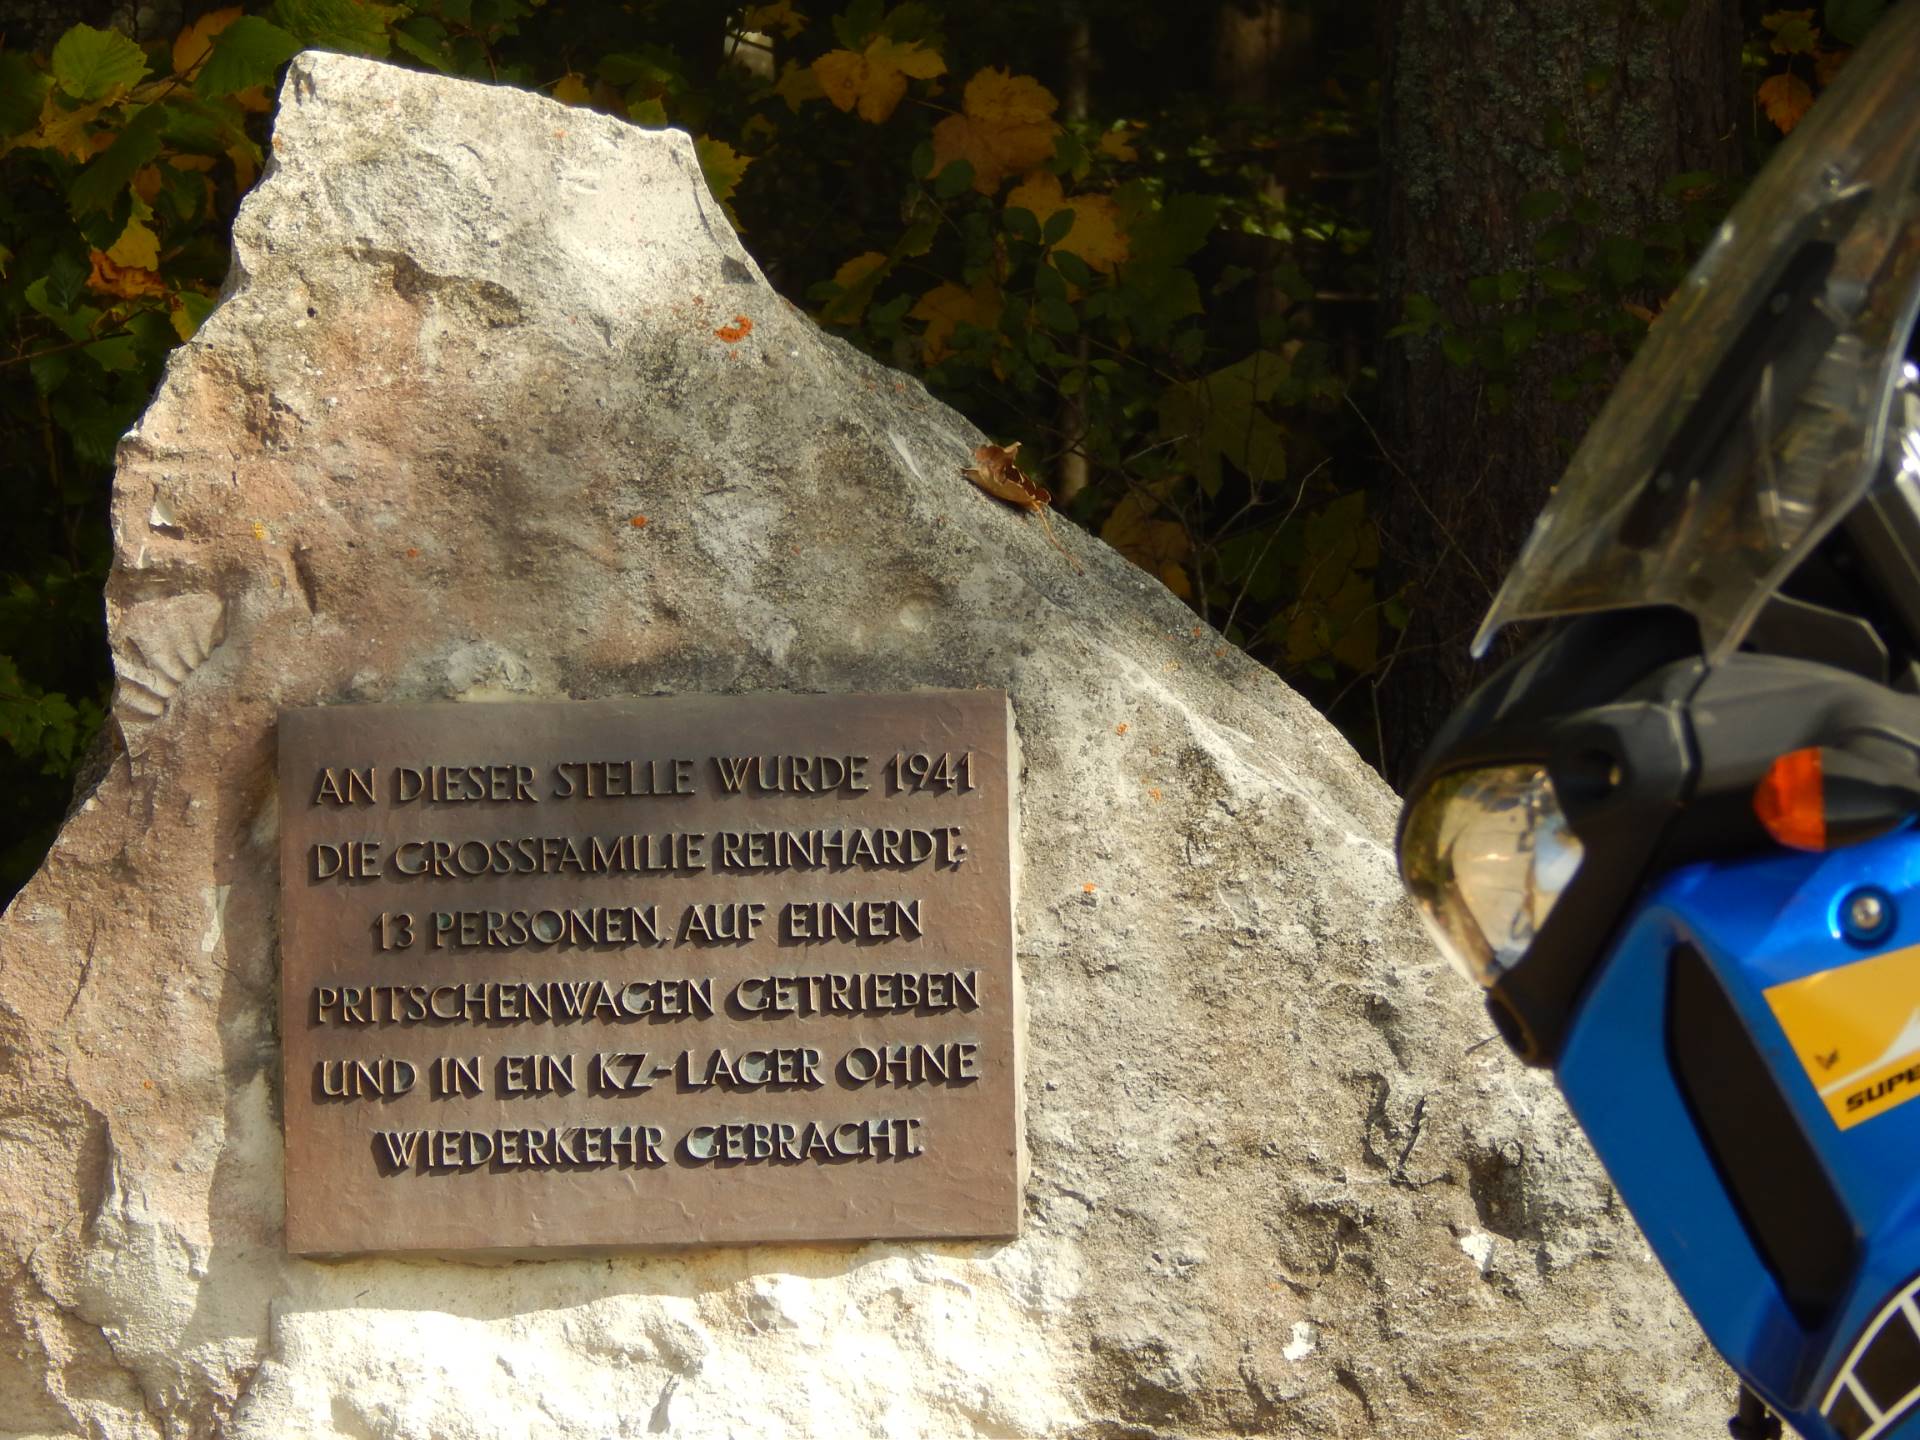 AN DIESER STELLE WURDE 1941
DIE GROSSFAMILIE REINHARDT;
13 PERSONEN, AUF EINEN
PRITSCHENWAGEN GETRIEBEN
UND IN EIN KZ-LAGER OHNE
WIEDERKEHR GEBRACHT.
SUPE